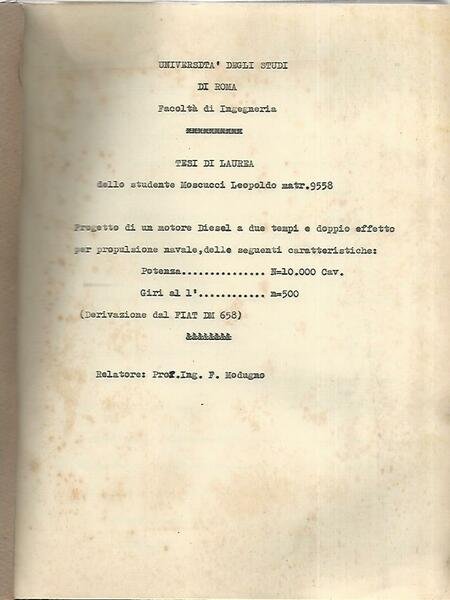 UNIVERSITA' DEGLI STUDI
DI ROMA
Facoltà di Ingegneria
xxxxxxxxxx
TESI DI LAUREA
dello studente Moscucci Leopoldo matr.9558
Progetto di un motore Diesel a due tempi e doppio effetto
per propulsione navale,delle seguenti caratteristiche:
Potenza.............. N=10.000 Cav.
Giri al 1'............ n=500
(Derivazione dal FIAT DM 658)
&&&&&&&&
Relatore: Prof.Ing. F. Modugno